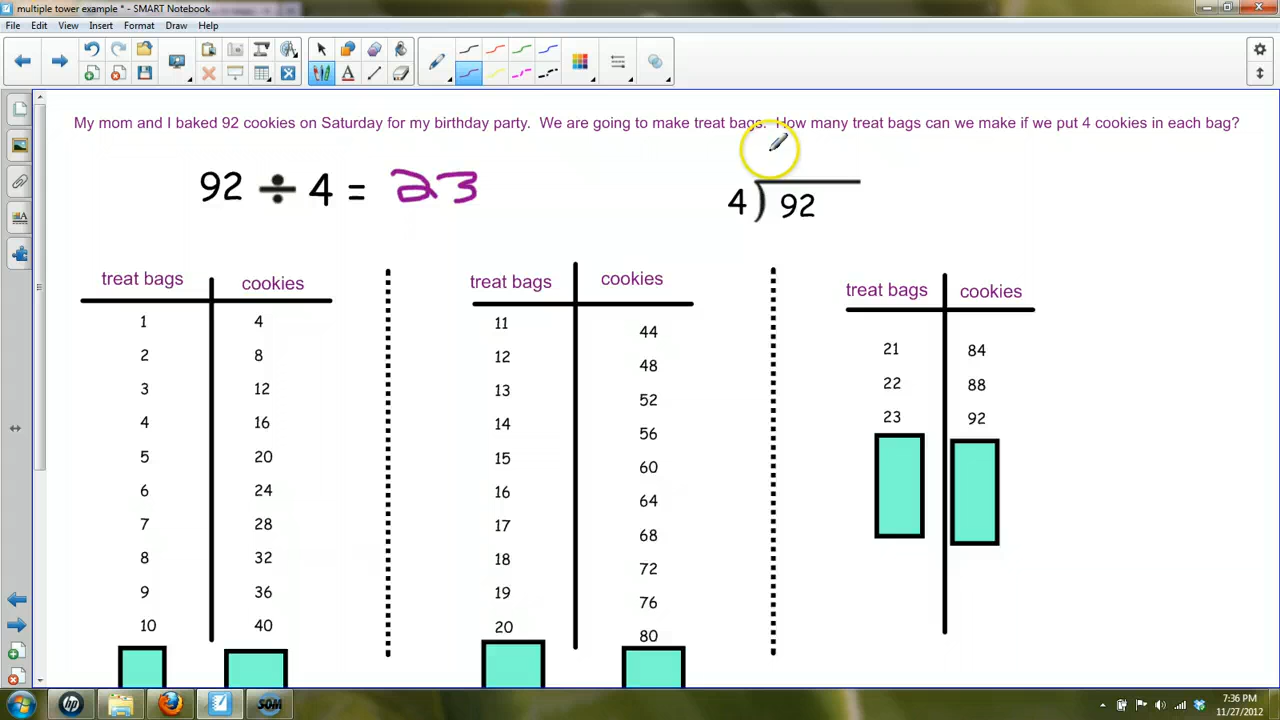 multiple tower example * - SMART Notebook
File Edit View Insert Format Draw Help
My mom and I baked 92 cookies on Saturday for my birthday party. We are going to make treat bags. How many treat bags can we make if we put 4 cookies in each bag?
92 ÷ 4 = 23
4 ) 92
treat bags cookies
1 4
2 8
3 12
4 16
5 20
6 24
7 28
8 32
9 36
10 40
treat bags cookies
11 44
12 48
13 52
14 56
15 60
16 64
17 68
18 72
19 76
20 80
treat bags cookies
21 84
22 88
23 92
hp
SOM
7:36 PM
11/27/2012